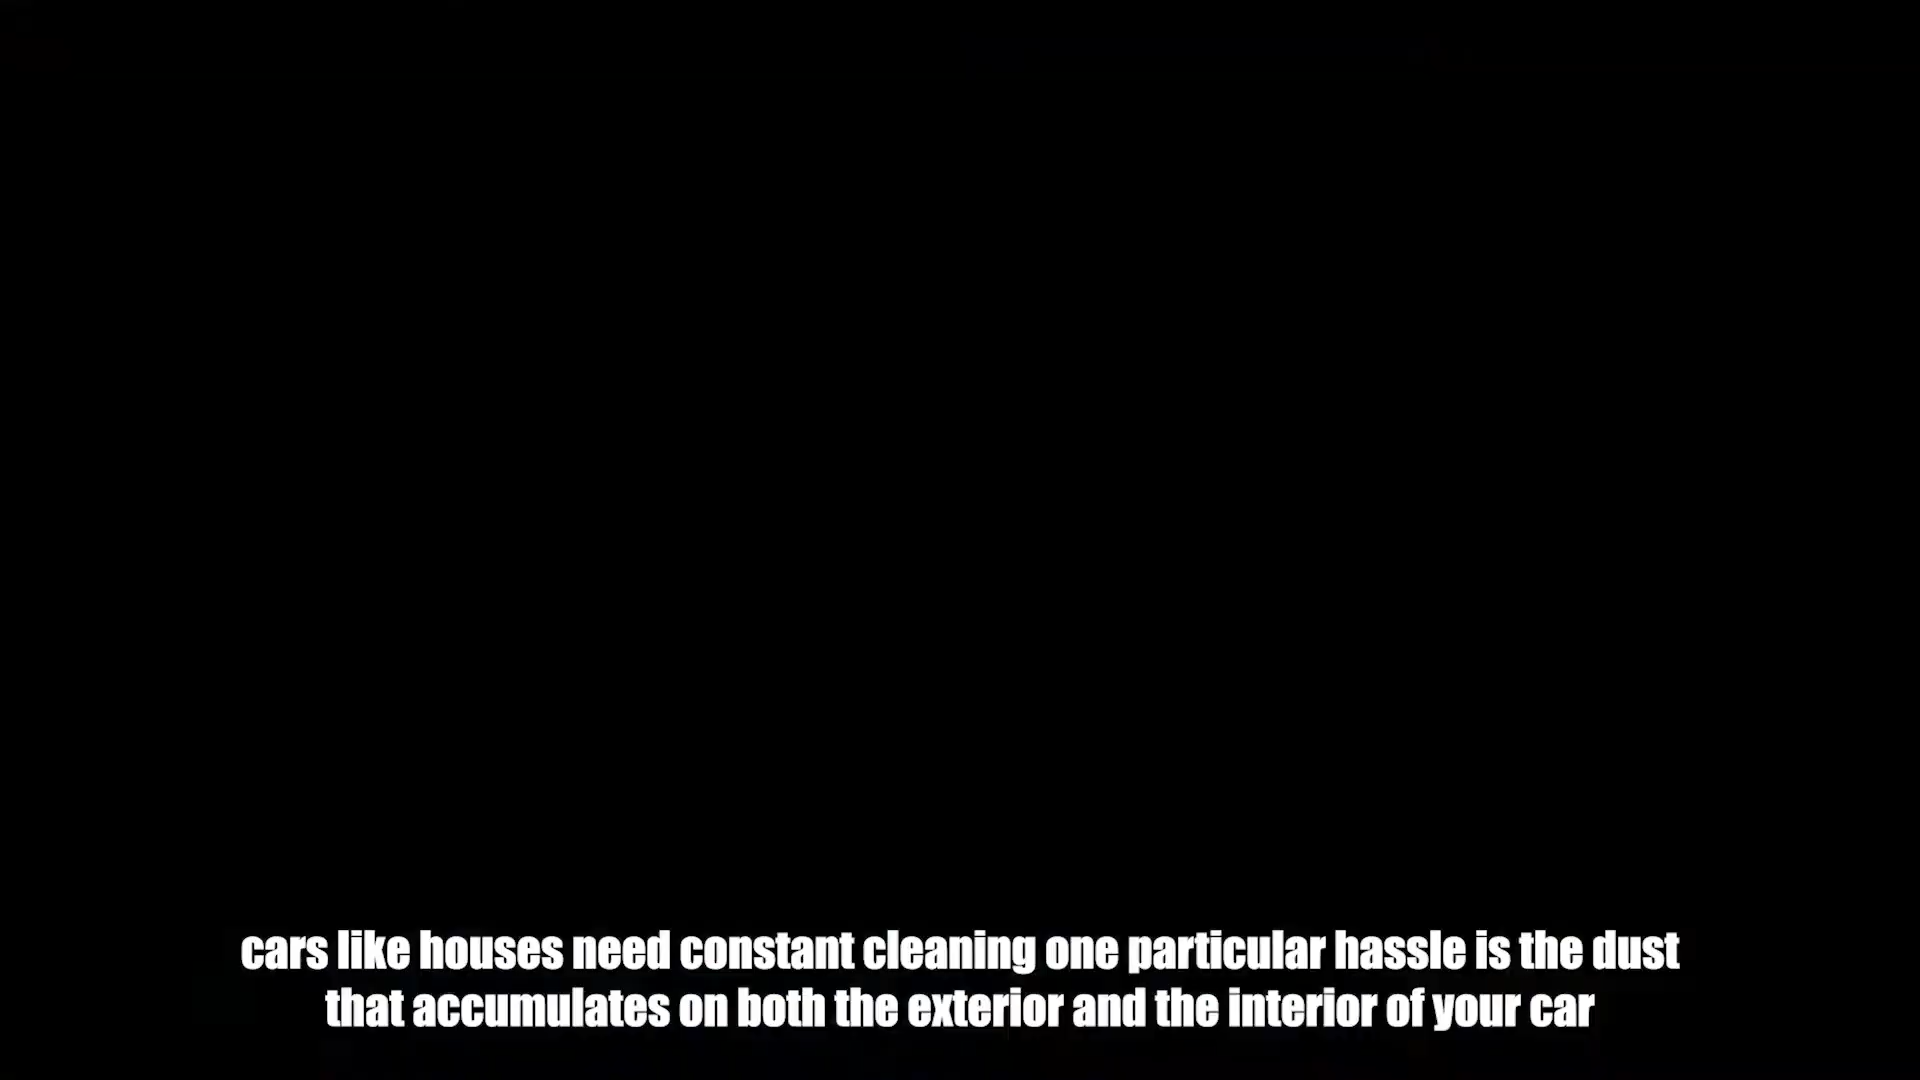 cars like houses need constant cleaning one particular hassle is the dust
that accumulates on both the exterior and the interior of your car